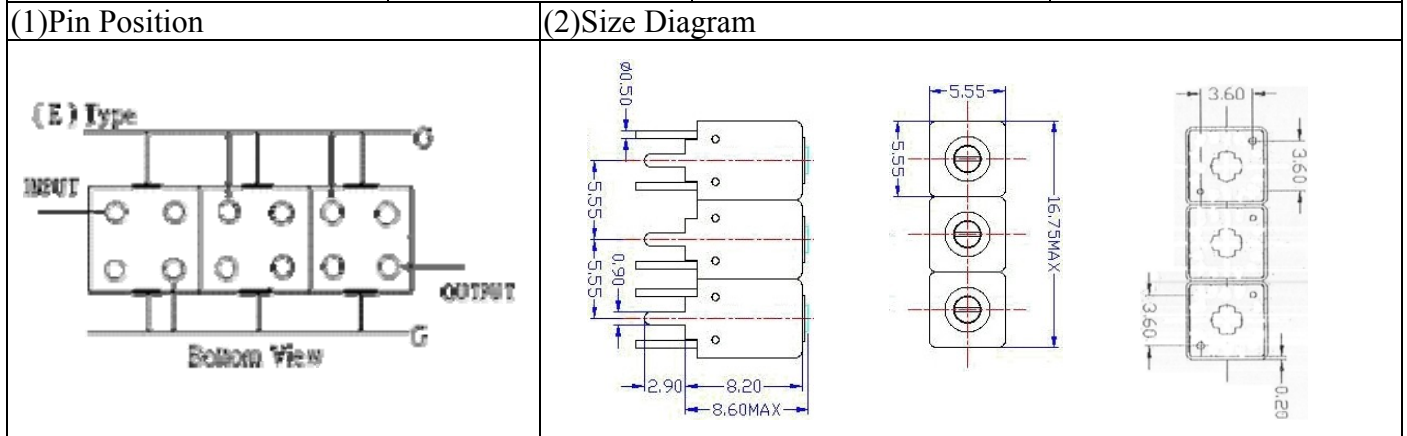 (1)Pin Position
(2)Size Diagram
(E) Type
G
INPUT
OUTPUT
G
Bottom View
ø0.50
5.55
5.55
0.90
2.90
8.20
8.60MAX
5.55
5.55
16.75MAX
3.60
3.60
3.60
0.20